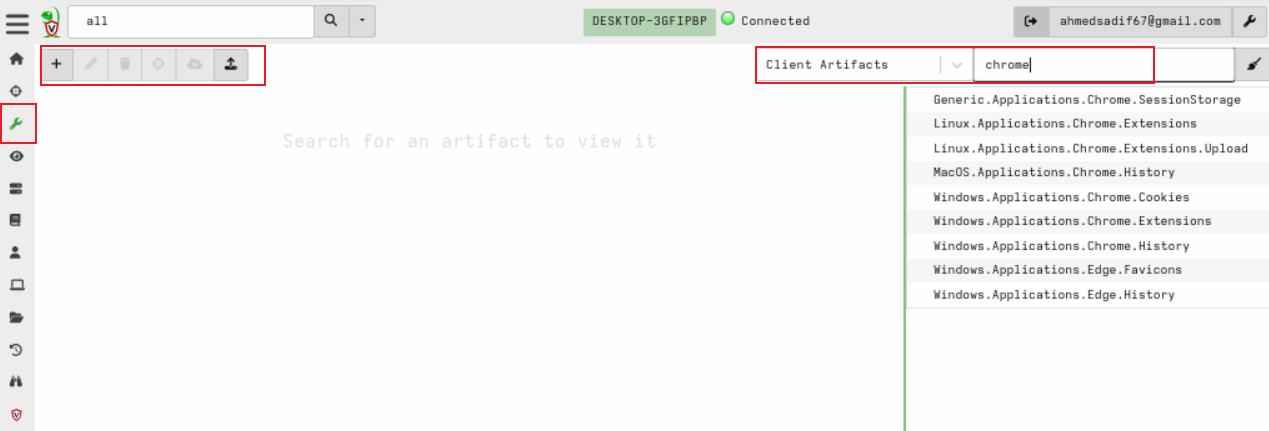 all
DESKTOP-3GFIPBP
Connected
ahmedsadif67@gmail.com
Client Artifacts
chrome
Search for an artifact to view it
Generic.Applications.Chrome.SessionStorage
Linux.Applications.Chrome.Extensions
Linux.Applications.Chrome.Extensions.Upload
MacOS.Applications.Chrome.History
Windows.Applications.Chrome.Cookies
Windows.Applications.Chrome.Extensions
Windows.Applications.Chrome.History
Windows.Applications.Edge.Favicons
Windows.Applications.Edge.History